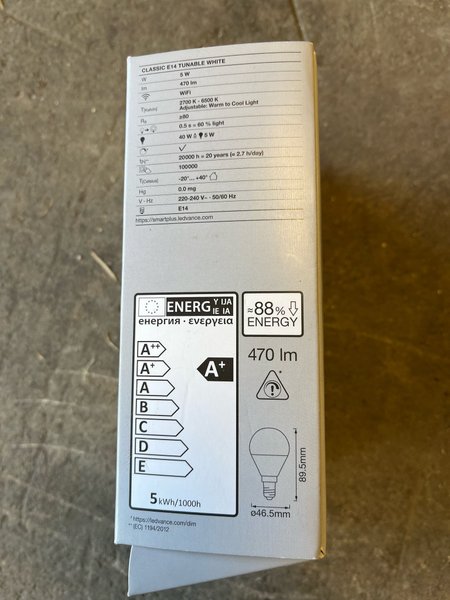 CLASSIC E14 TUNABLE WHITE
W 5 W
lm 470 lm
WiFi
T[Kelvin] 2700 K - 6500 K
Adjustable: Warm to Cool Light
Ra ≥80
0.5 s = 60 % light
40 W 5 W
✓
20000 h = 20 years (= 2.7 h/day)
100000
T[Celsius] -20°... +40°
Hg 0.0 mg
V · Hz 220-240 V~ · 50/60 Hz
E14
https://smartplus.ledvance.com
ENERG Y IJA
IE IA
енергия · ενεργεια
A++
A+
A
B
C
D
E
A+
5 kWh/1000h
≈88%
ENERGY
470 lm
*
89.5mm
ø46.5mm
* https://ledvance.com/dim
** (EC) 1194/2012